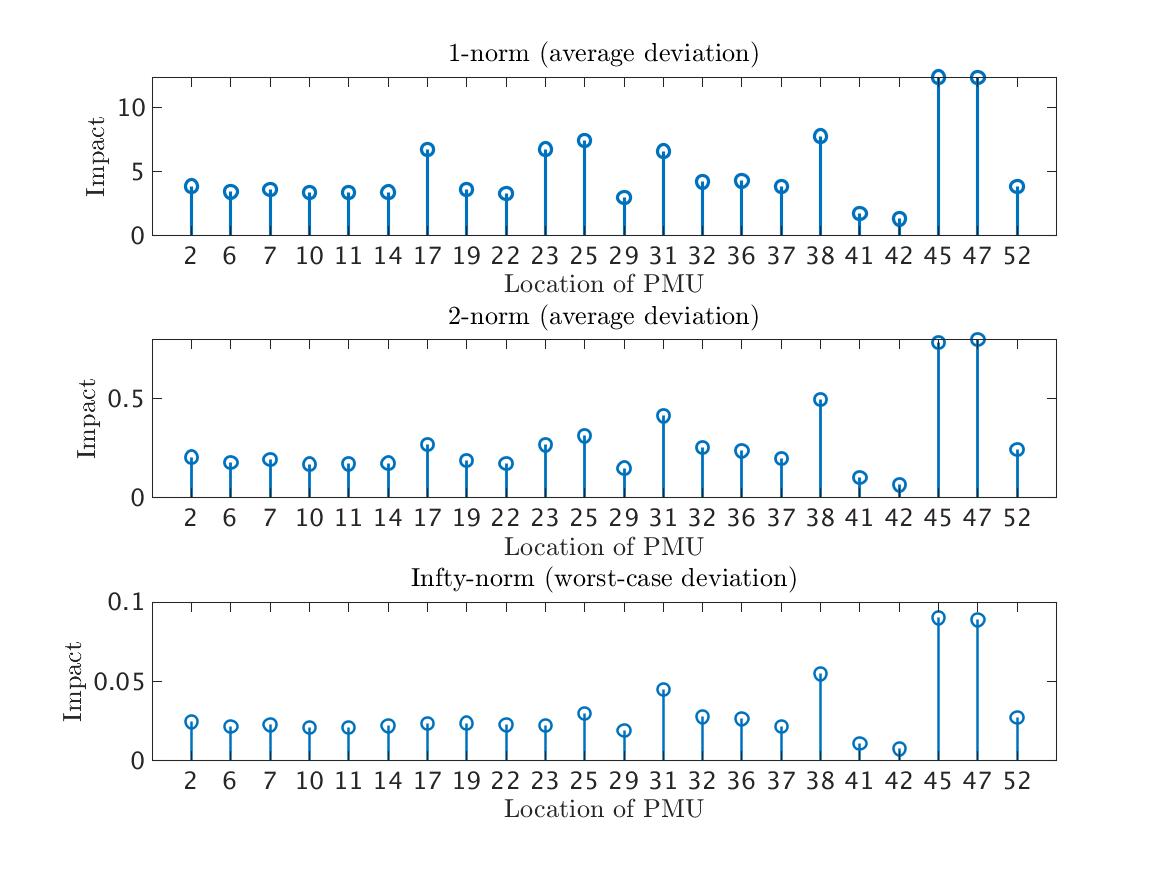 1-norm (average deviation)
10
5
0
Impact
2 6 7 10 11 14 17 19 22 23 25 29 31 32 36 37 38 41 42 45 47 52
Location of PMU
2-norm (average deviation)
0.5
0
Impact
2 6 7 10 11 14 17 19 22 23 25 29 31 32 36 37 38 41 42 45 47 52
Location of PMU
Infty-norm (worst-case deviation)
0.1
0.05
0
Impact
2 6 7 10 11 14 17 19 22 23 25 29 31 32 36 37 38 41 42 45 47 52
Location of PMU